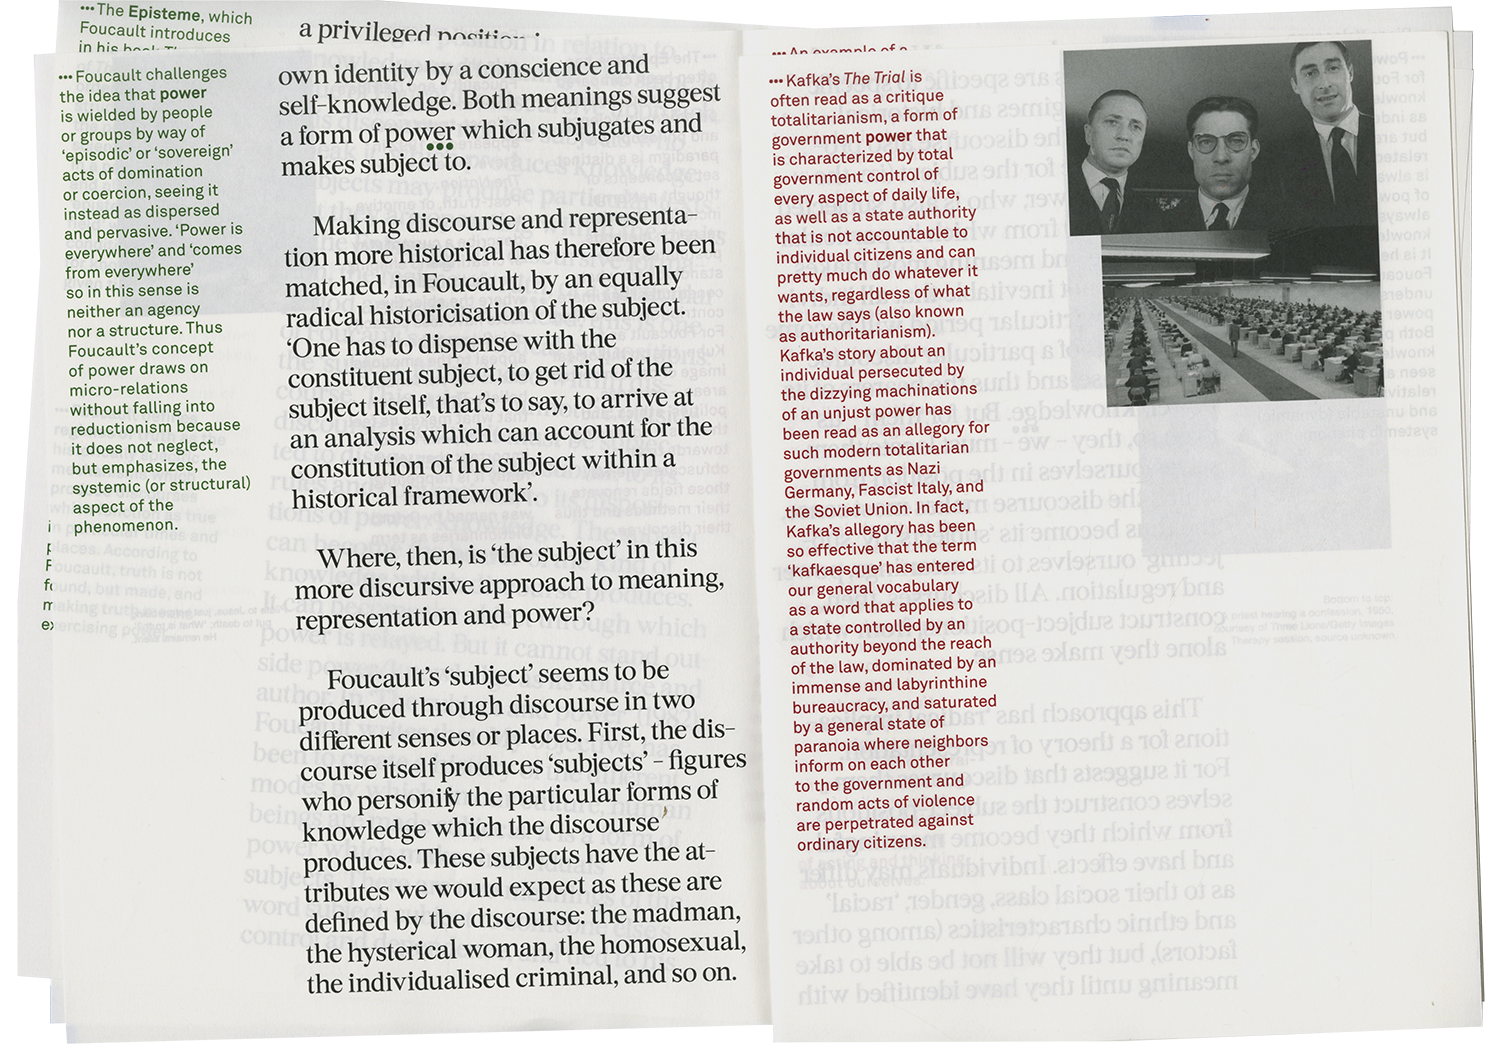 ••• The Episteme, which
Foucault introduces
in his book
••• Foucault challenges
the idea that power
is wielded by people
or groups by way of
‘episodic’ or ‘sovereign’
acts of domination
or coercion, seeing it
instead as dispersed
and pervasive. ‘Power is
everywhere’ and ‘comes
from everywhere’
so in this sense is
neither an agency
nor a structure. Thus
Foucault’s concept
of power draws on
micro-relations
without falling into
reductionism because
it does not neglect,
but emphasizes, the
systemic (or structural)
aspect of the
phenomenon.
a privileged position
own identity by a conscience and
self-knowledge. Both meanings suggest
a form of power which subjugates and
makes subject to.
Making discourse and representa-
tion more historical has therefore been
matched, in Foucault, by an equally
radical historicisation of the subject.
‘One has to dispense with the
constituent subject, to get rid of the
subject itself, that’s to say, to arrive at
an analysis which can account for the
constitution of the subject within a
historical framework’.
Where, then, is ‘the subject’ in this
more discursive approach to meaning,
representation and power?
Foucault’s ‘subject’ seems to be
produced through discourse in two
different senses or places. First, the dis-
course itself produces ‘subjects’ – figures
who personify the particular forms of
knowledge which the discourse
produces. These subjects have the at-
tributes we would expect as these are
defined by the discourse: the madman,
the hysterical woman, the homosexual,
the individualised criminal, and so on.
••• An example of a
••• Kafka’s The Trial is
often read as a critique
totalitarianism, a form of
government power that
is characterized by total
government control of
every aspect of daily life,
as well as a state authority
that is not accountable to
individual citizens and can
pretty much do whatever it
wants, regardless of what
the law says (also known
as authoritarianism).
Kafka’s story about an
individual persecuted by
the dizzying machinations
of an unjust power has
been read as an allegory for
such modern totalitarian
governments as Nazi
Germany, Fascist Italy, and
the Soviet Union. In fact,
Kafka’s allegory has been
so effective that the term
‘kafkaesque’ has entered
our general vocabulary
as a word that applies to
a state controlled by an
authority beyond the reach
of the law, dominated by an
immense and labyrinthine
bureaucracy, and saturated
by a general state of
paranoia where neighbors
inform on each other
to the government and
random acts of violence
are perpetrated against
ordinary citizens.